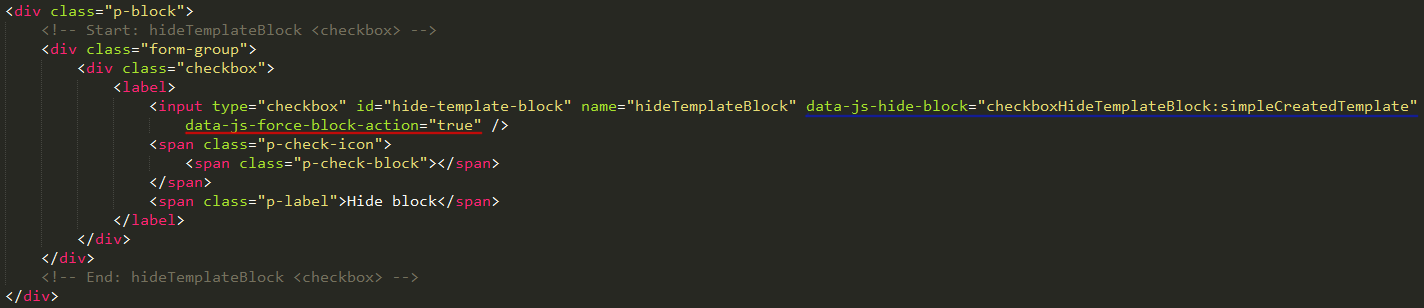 <div class="p-block">
<!-- Start: hideTemplateBlock <checkbox> -->
<div class="form-group">
<div class="checkbox">
<label>
<input type="checkbox" id="hide-template-block" name="hideTemplateBlock" data-js-hide-block="checkboxHideTemplateBlock:simpleCreatedTemplate"
data-js-force-block-action="true" />
<span class="p-check-icon">
<span class="p-check-block"></span>
</span>
<span class="p-label">Hide block</span>
</label>
</div>
</div>
<!-- End: hideTemplateBlock <checkbox> -->
</div>